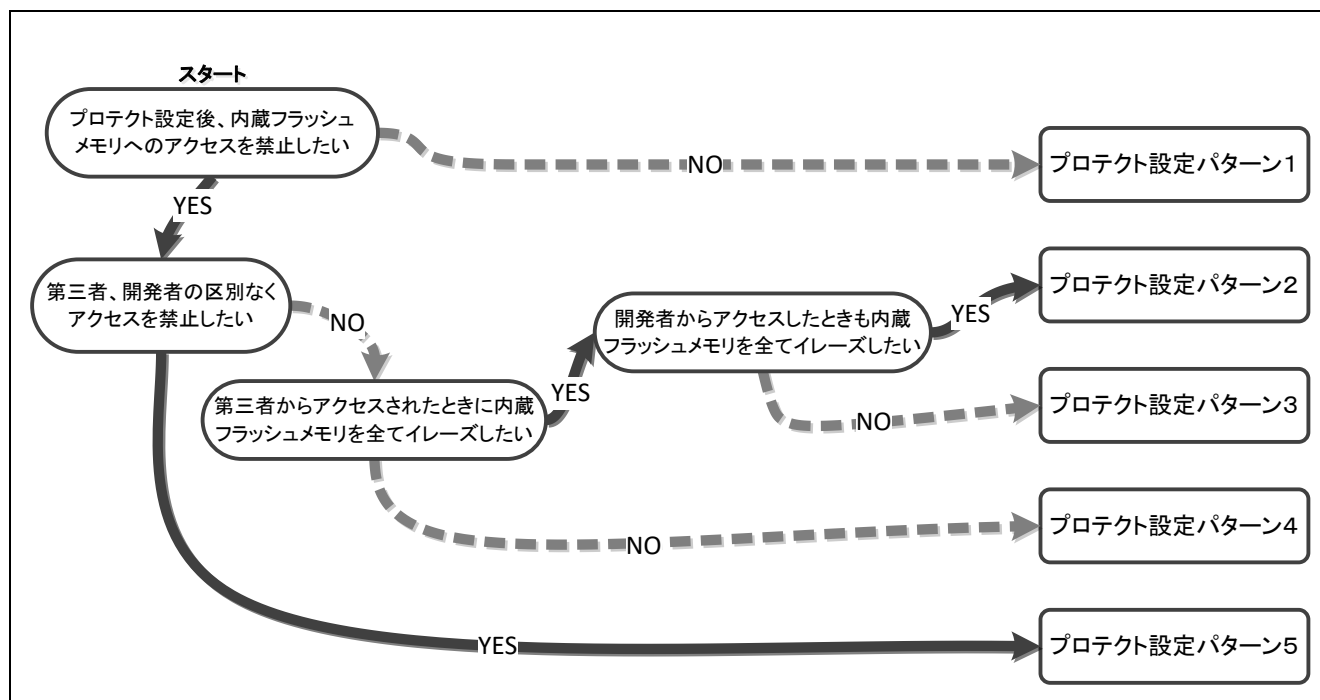 スタート
プロテクト設定後、内蔵フラッシュ
メモリへのアクセスを禁止したい
NO
プロテクト設定パターン1
YES
第三者、開発者の区別なく
アクセスを禁止したい
NO
開発者からアクセスしたときも内蔵
フラッシュメモリを全てイレーズしたい
YES
プロテクト設定パターン2
第三者からアクセスされたときに内蔵
フラッシュメモリを全てイレーズしたい
YES
NO
プロテクト設定パターン3
NO
プロテクト設定パターン4
YES
プロテクト設定パターン5